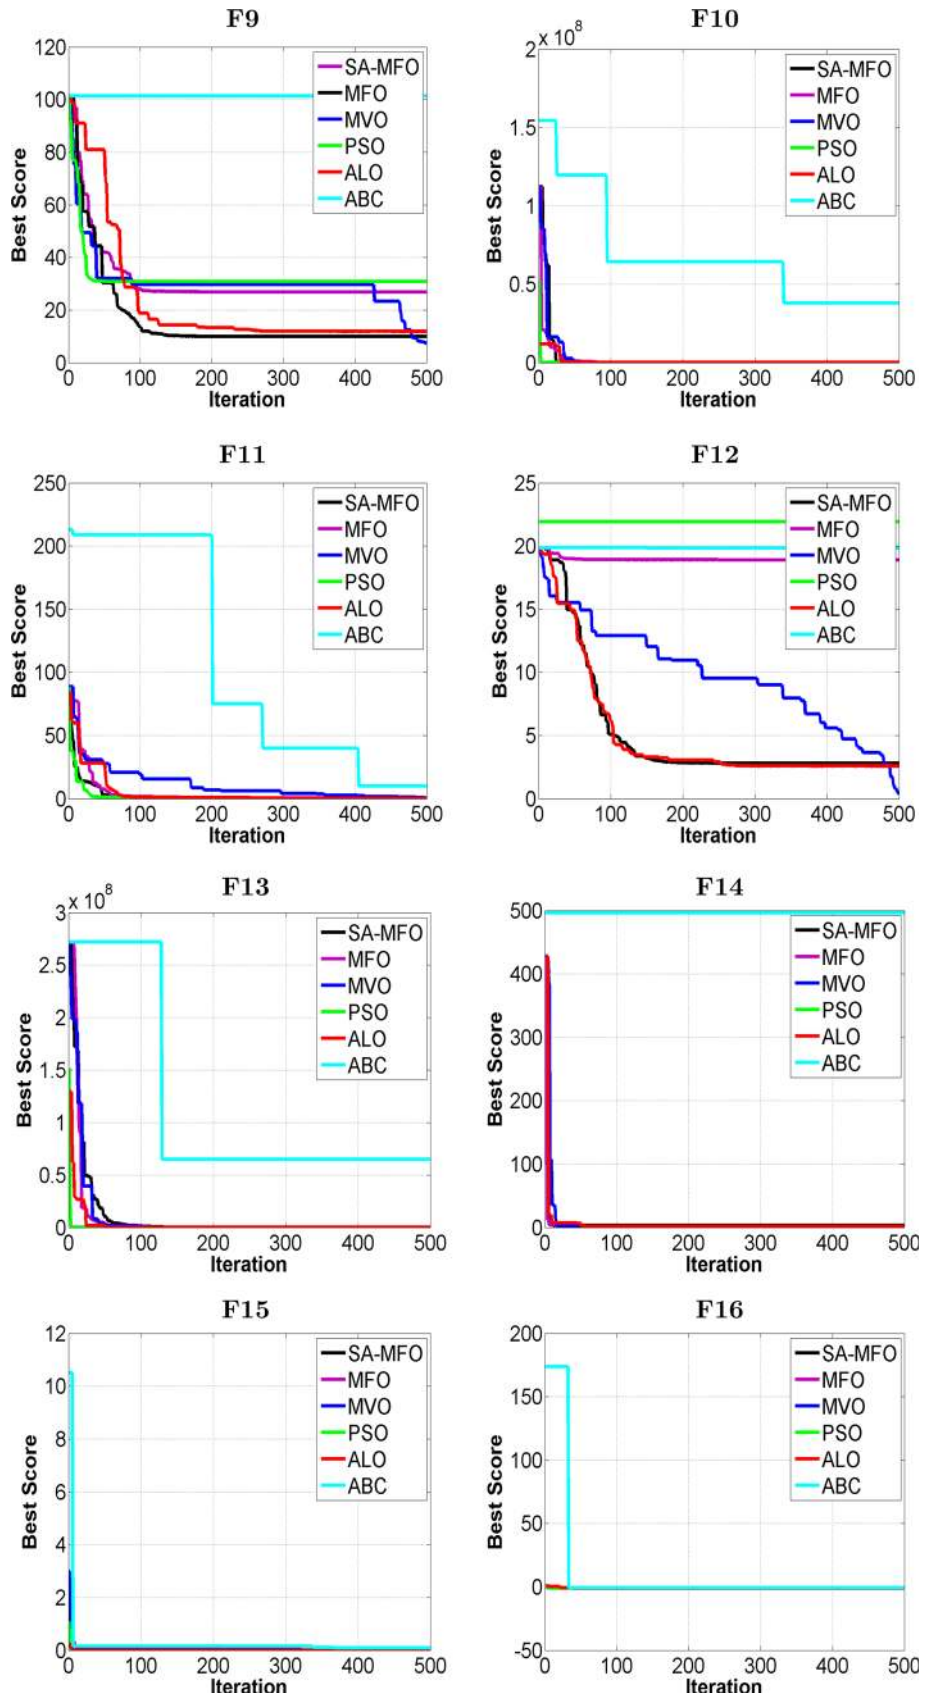 F9
120
100
80
60
40
20
0
Best Score
SA-MFO
MFO
MVO
PSO
ALO
ABC
0 100 200 300 400 500
Iteration
F10
2 x 10^8
1.5
1
0.5
0
Best Score
SA-MFO
MFO
MVO
PSO
ALO
ABC
0 100 200 300 400 500
Iteration
F11
250
200
150
100
50
0
Best Score
SA-MFO
MFO
MVO
PSO
ALO
ABC
0 100 200 300 400 500
Iteration
F12
25
20
15
10
5
0
Best Score
SA-MFO
MFO
MVO
PSO
ALO
ABC
0 100 200 300 400 500
Iteration
F13
3 x 10^8
2.5
2
1.5
1
0.5
0
Best Score
SA-MFO
MFO
MVO
PSO
ALO
ABC
0 100 200 300 400 500
Iteration
F14
500
400
300
200
100
0
Best Score
SA-MFO
MFO
MVO
PSO
ALO
ABC
0 100 200 300 400 500
Iteration
F15
12
10
8
6
4
2
0
Best Score
SA-MFO
MFO
MVO
PSO
ALO
ABC
0 100 200 300 400 500
Iteration
F16
200
150
100
50
0
-50
Best Score
SA-MFO
MFO
MVO
PSO
ALO
ABC
0 100 200 300 400 500
Iteration